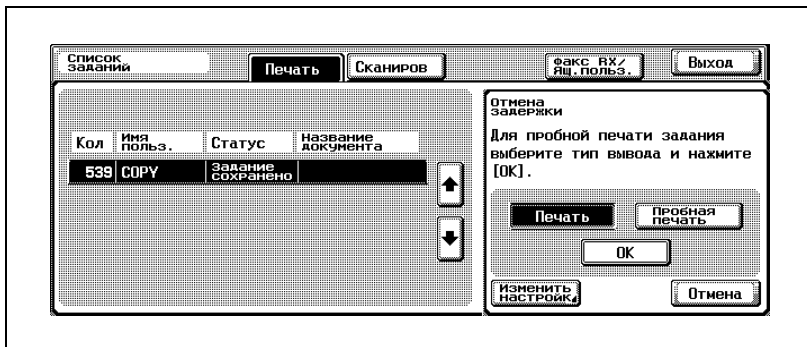 Список
заданий
Печать
Сканиров
Факс RX/
Ящ.польз.
Выход
Кол
Имя
польз.
Статус
Название
документа
539
COPY
Задание
сохранено
Отмена
задержки
Для пробной печати задания
выберите тип вывода и нажмите
[OK].
Печать
Пробная
печать
OK
Изменить
настройк
Отмена